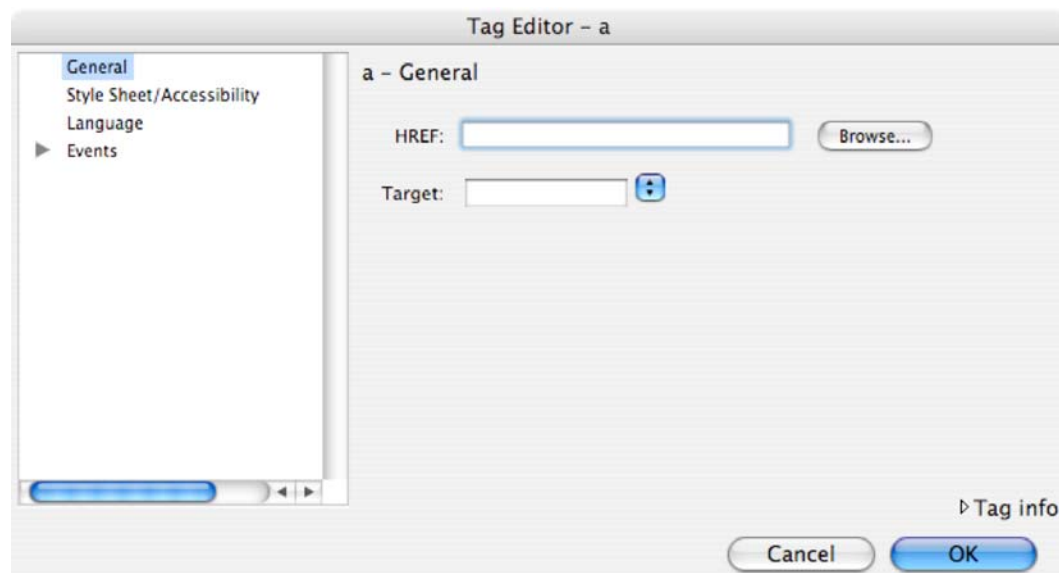 Tag Editor – a
General
Style Sheet/Accessibility
Language
Events
a – General
HREF:
Browse...
Target:
Tag info
Cancel
OK